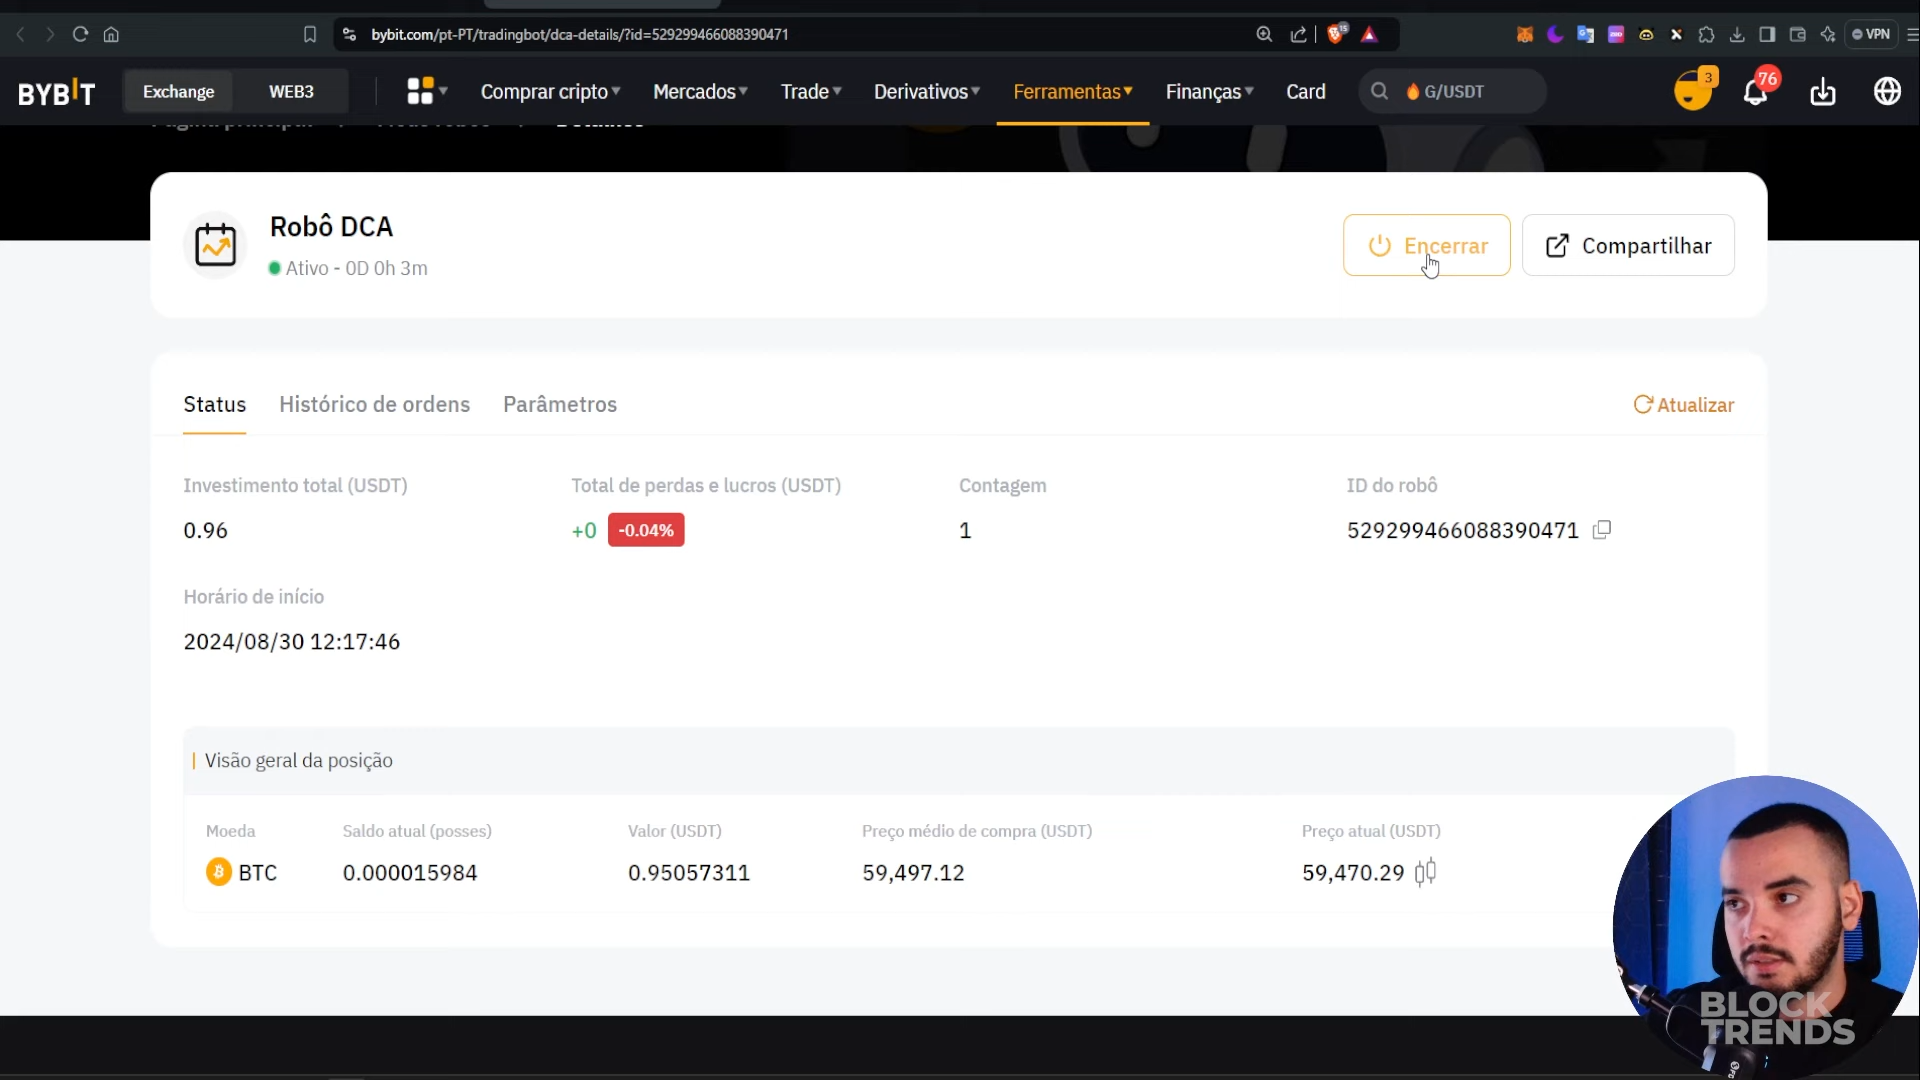 bybit.com/pt-PT/tradingbot/dca-details/?id=529299466088390471
VPN
BYBIT
Exchange
WEB3
Comprar cripto
Mercados
Trade
Derivativos
Ferramentas
Finanças
Card
G/USDT
3
76
Robô DCA
Ativo - 0D 0h 3m
Encerrar
Compartilhar
Status
Histórico de ordens
Parâmetros
Atualizar
Investimento total (USDT)
Total de perdas e lucros (USDT)
Contagem
ID do robô
0.96
+0
-0.04%
1
529299466088390471
Horário de início
2024/08/30 12:17:46
Visão geral da posição
Moeda
Saldo atual (posses)
Valor (USDT)
Preço médio de compra (USDT)
Preço atual (USDT)
BTC
0.000015984
0.95057311
59,497.12
59,470.29
BLOCK
TRENDS